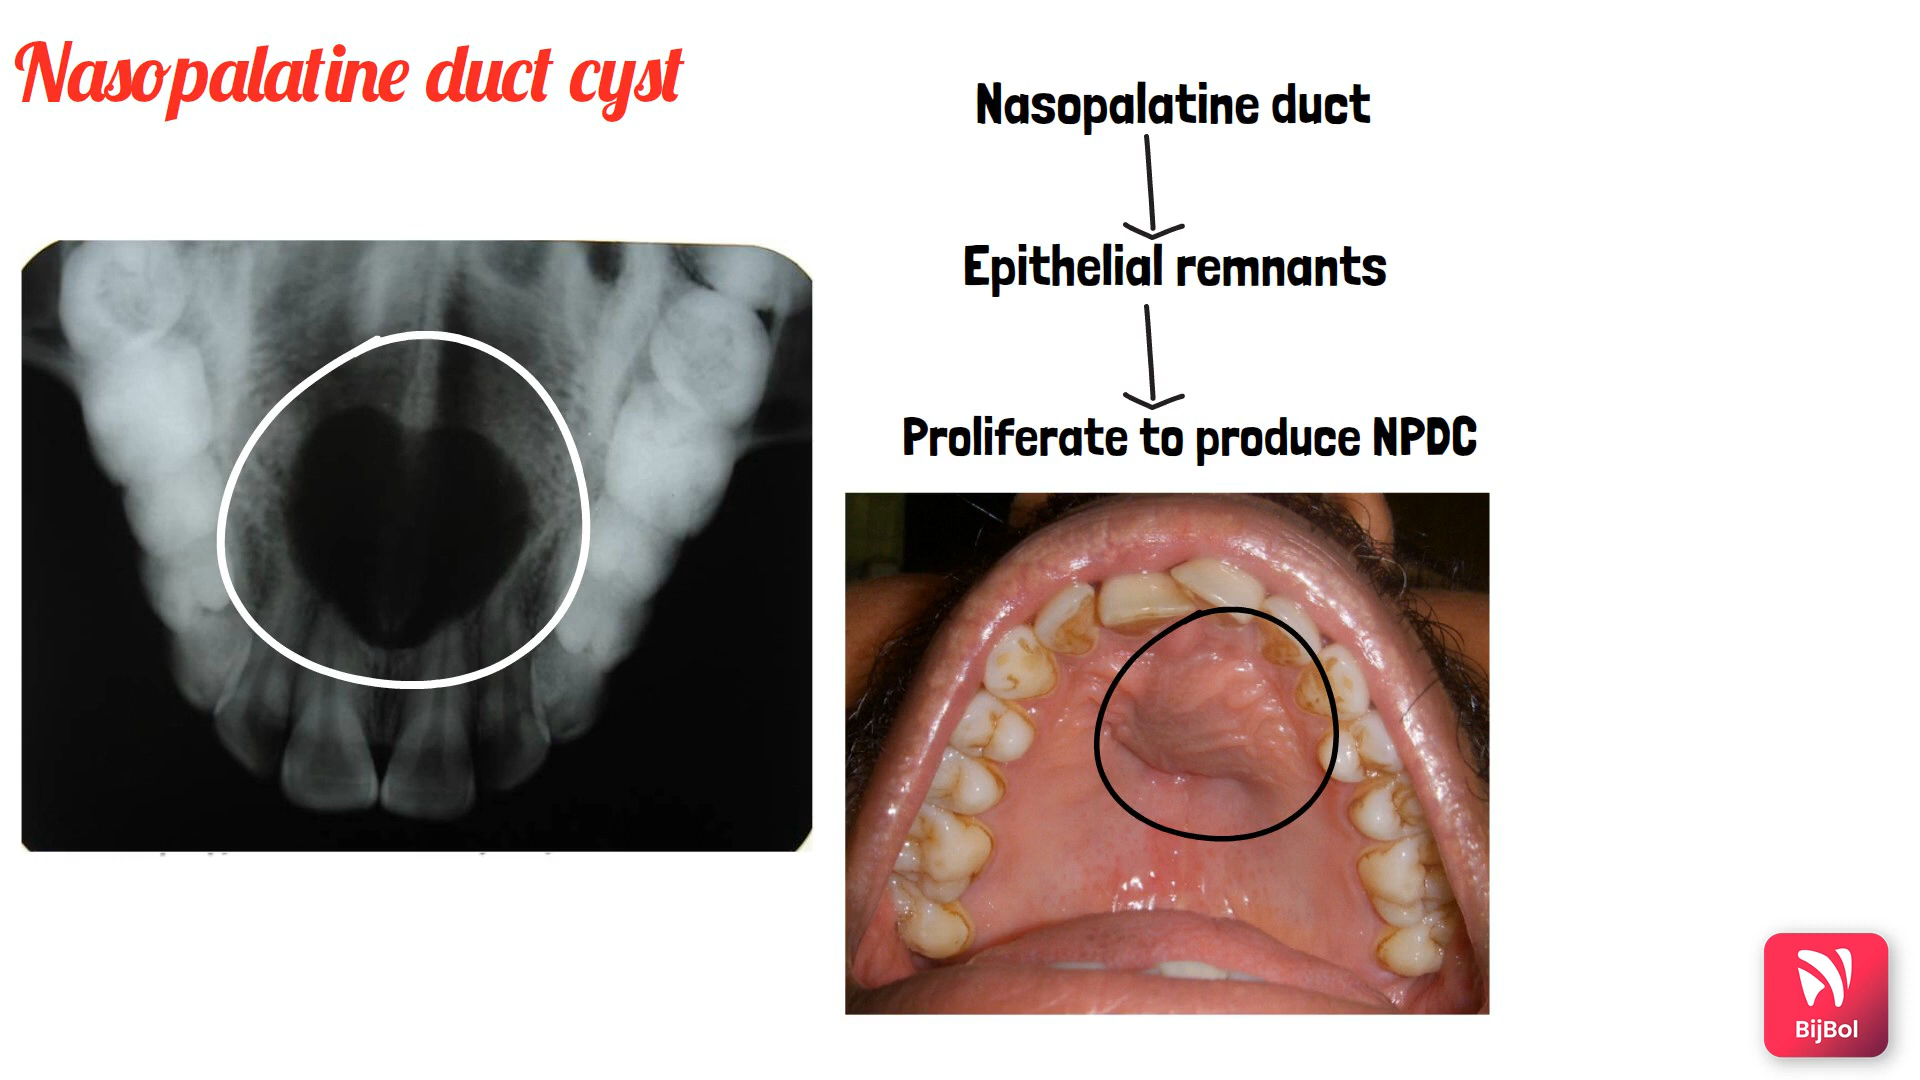 Nasopalatine duct cyst
Nasopalatine duct
Epithelial remnants
Proliferate to produce NPDC
BijBol